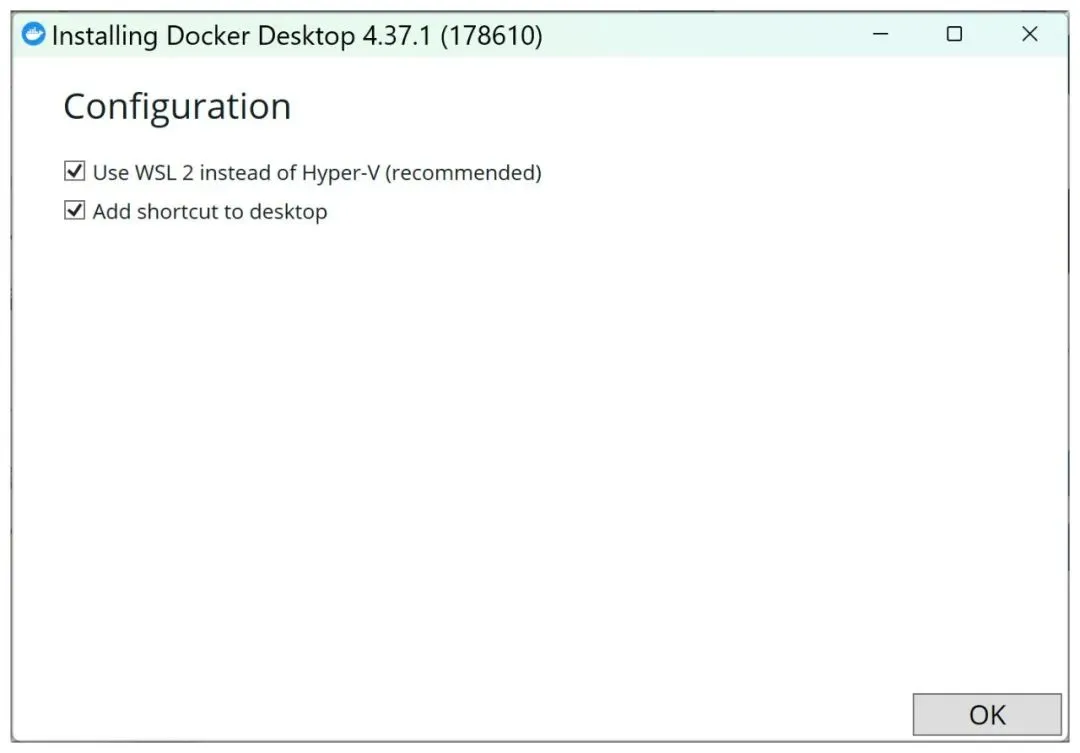 Installing Docker Desktop 4.37.1 (178610)
Configuration
Use WSL 2 instead of Hyper-V (recommended)
Add shortcut to desktop
OK